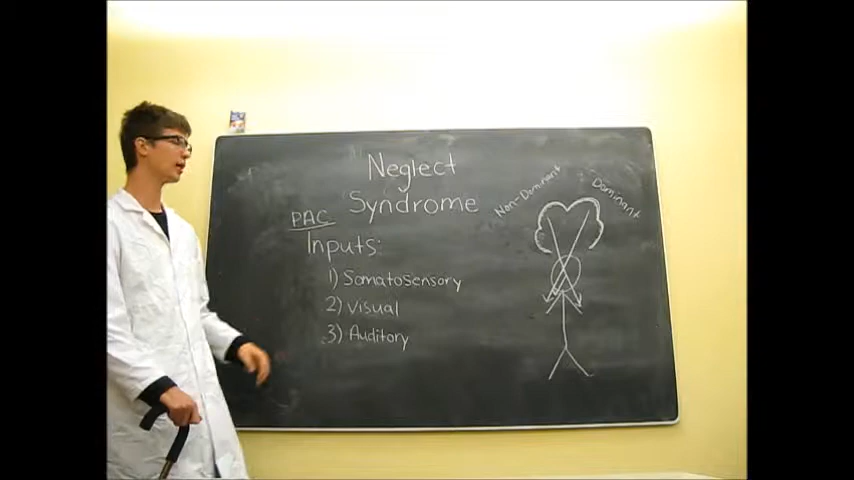 Neglect
Syndrome
PAC
Inputs:
1) Somatosensory
2) Visual
3) Auditory
Non-Dominant
Dominant